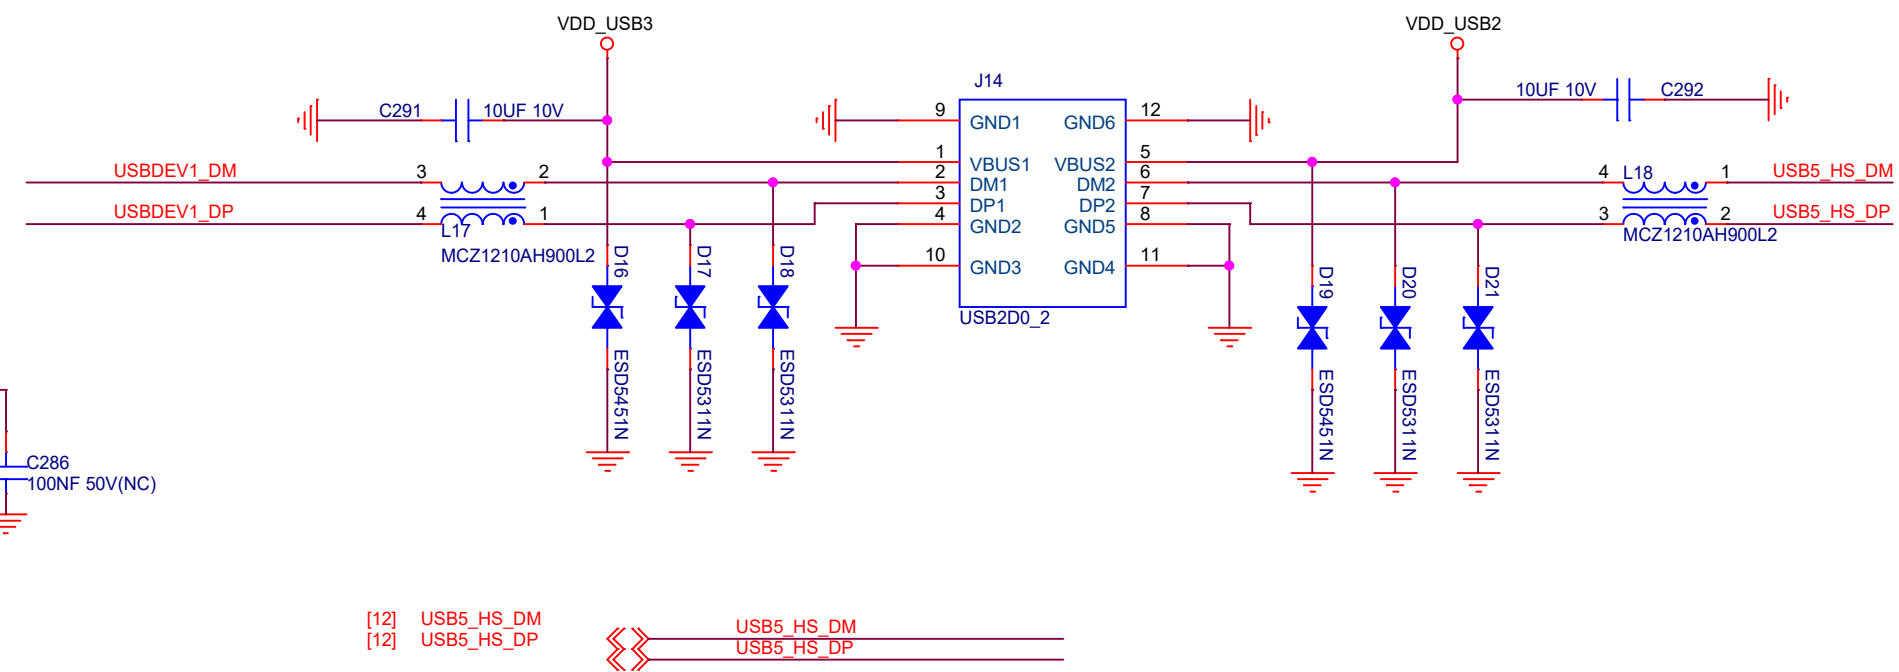 VDD_USB3
VDD_USB2
J14
C291
10UF 10V
10UF 10V
C292
9
GND1
GND6
12
1
VBUS1
VBUS2
5
2
DM1
DM2
6
3
DP1
DP2
7
4
GND2
GND5
8
10
GND3
GND4
11
USB2D0_2
USBDEV1_DM
3
2
USBDEV1_DP
4
1
L17
MCZ1210AH900L2
4
L18
1
USB5_HS_DM
3
2
USB5_HS_DP
MCZ1210AH900L2
D16
D17
D18
D19
D20
D21
ESD5451N
ESD5311N
ESD5311N
ESD5451N
ESD5311N
ESD5311N
C286
100NF 50V(NC)
[12] USB5_HS_DM
[12] USB5_HS_DP
USB5_HS_DM
USB5_HS_DP